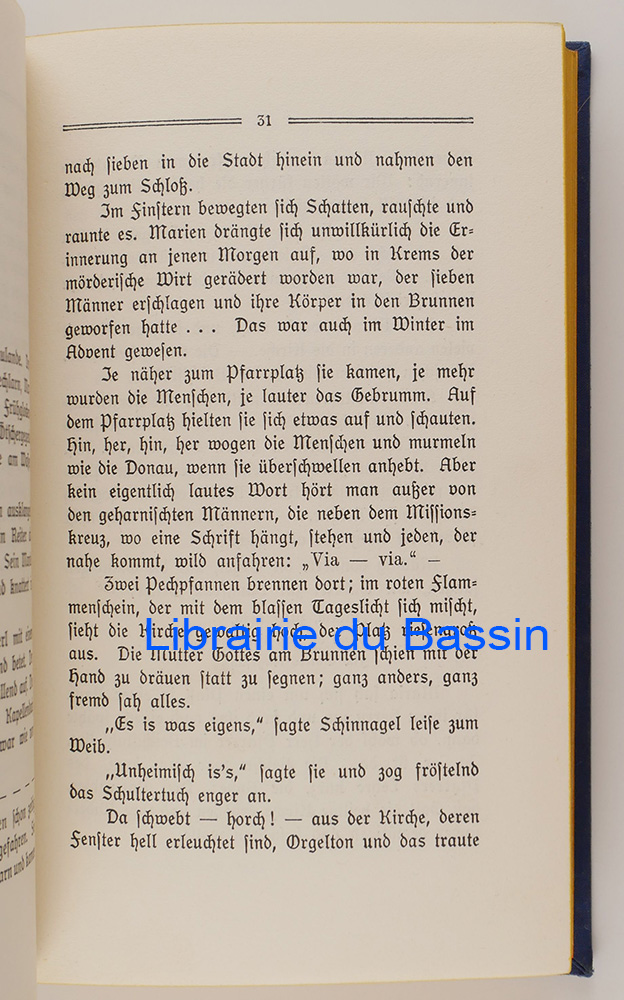 31
nach sieben in die Stadt hinein und nahmen den
Weg zum Schloß.
Im Finstern bewegten sich Schatten, rauschte und
raunte es. Marien drängte sich unwillkürlich die Er-
innerung an jenen Morgen auf, wo in Krems der
mörderische Wirt gerädert worden war, der sieben
Männer erschlagen und ihre Körper in den Brunnen
geworfen hatte . . . Das war auch im Winter im
Advent gewesen.
Je näher zum Pfarrplatz sie kamen, je mehr
wurden die Menschen, je lauter das Gebrumm. Auf
dem Pfarrplatz hielten sie sich etwas auf und schauten.
Hin, her, hin, her wogen die Menschen und murmeln
wie die Donau, wenn sie überschwellen anhebt. Aber
kein eigentlich lautes Wort hört man außer von
den geharnischten Männern, die neben dem Missions-
kreuz, wo eine Schrift hängt, stehen und jeden, der
nahe kommt, wild anfahren: „Via — via.“ —
Zwei Pechpfannen brennen dort; im roten Flam-
menschein, der mit dem blassen Tageslicht sich mischt,
sieht die Kirche gewaltig hoch, der Platz riesengroß
aus. Die Mutter Gottes am Brunnen schien mit der
Hand zu dräuen statt zu segnen; ganz anders, ganz
fremd sah alles.
„Es is was eigens,“ sagte Schinnagel leise zum
Weib.
„Unheimisch is's,“ sagte sie und zog fröstelnd
das Schultertuch enger an.
Da schwebt — horch! — aus der Kirche, deren
Fenster hell erleuchtet sind, Orgelton und das traute
Librairie du Bassin